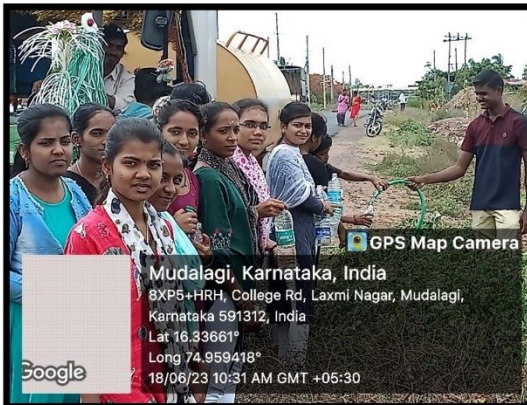 GPS Map Camera
Mudalagi, Karnataka, India
8XP5+HRH, College Rd, Laxmi Nagar, Mudalagi,
Karnataka 591312, India
Lat 16.33661°
Long 74.959418°
18/06/23 10:31 AM GMT +05:30
Google